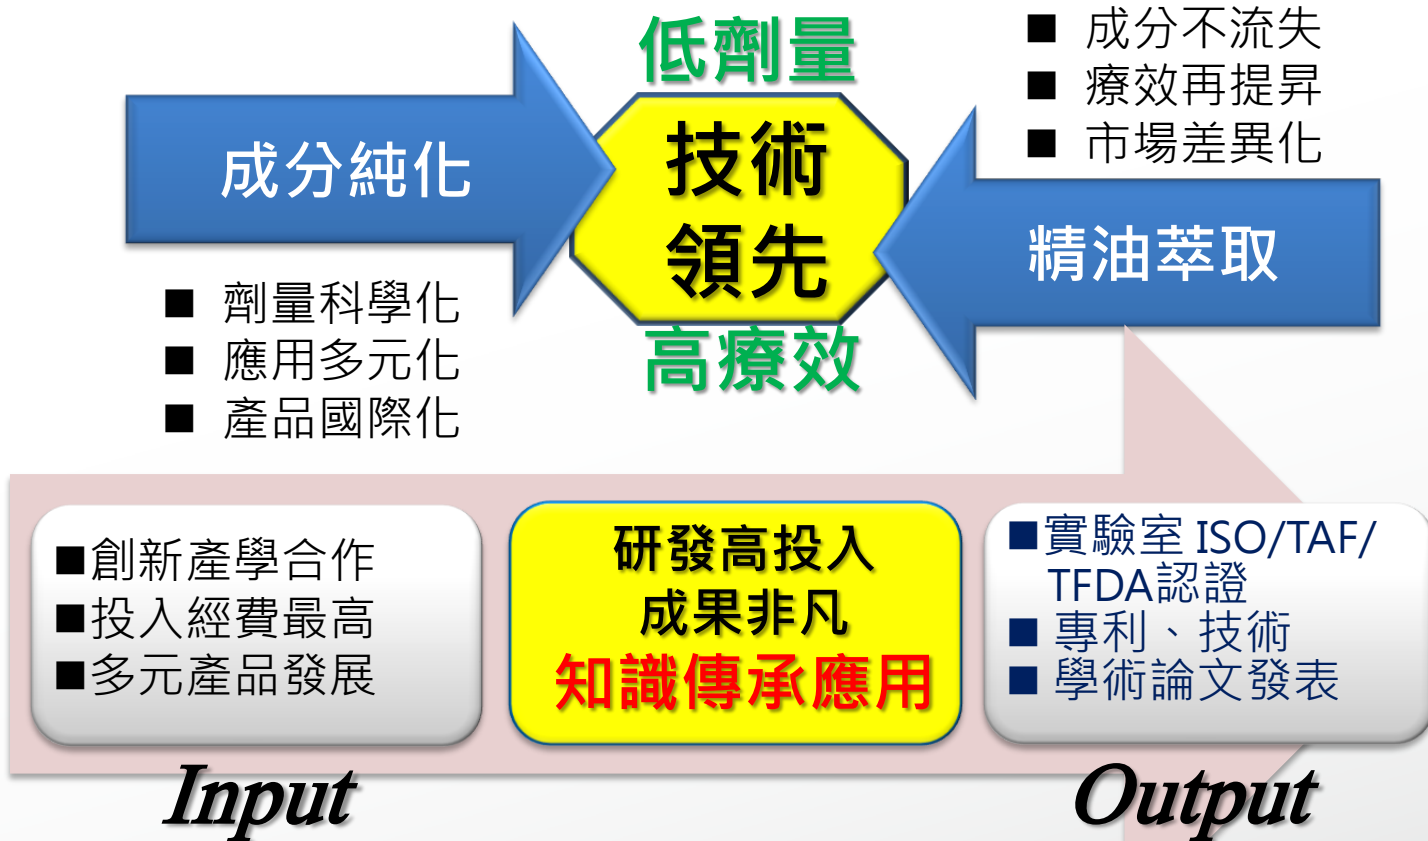 低劑量
■ 成分不流失
■ 療效再提昇
■ 市場差異化
成分純化
技術
領先
精油萃取
高療效
■ 劑量科學化
■ 應用多元化
■ 產品國際化
■創新產學合作
■投入經費最高
■多元產品發展
研發高投入
成果非凡
知識傳承應用
■實驗室 ISO/TAF/
TFDA認證
■ 專利、技術
■ 學術論文發表
Input
Output